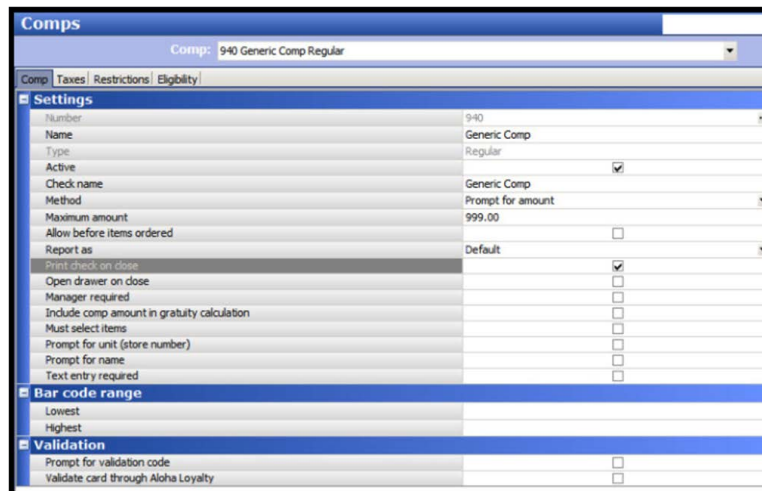 Comps
Comp: 940 Generic Comp Regular
Comp Taxes Restrictions Eligibility
Settings
Number 940
Name Generic Comp
Type Regular
Active
Check name Generic Comp
Method Prompt for amount
Maximum amount 999.00
Allow before items ordered
Report as Default
Print check on close
Open drawer on close
Manager required
Include comp amount in gratuity calculation
Must select items
Prompt for unit (store number)
Prompt for name
Text entry required
Bar code range
Lowest
Highest
Validation
Prompt for validation code
Validate card through Aloha Loyalty